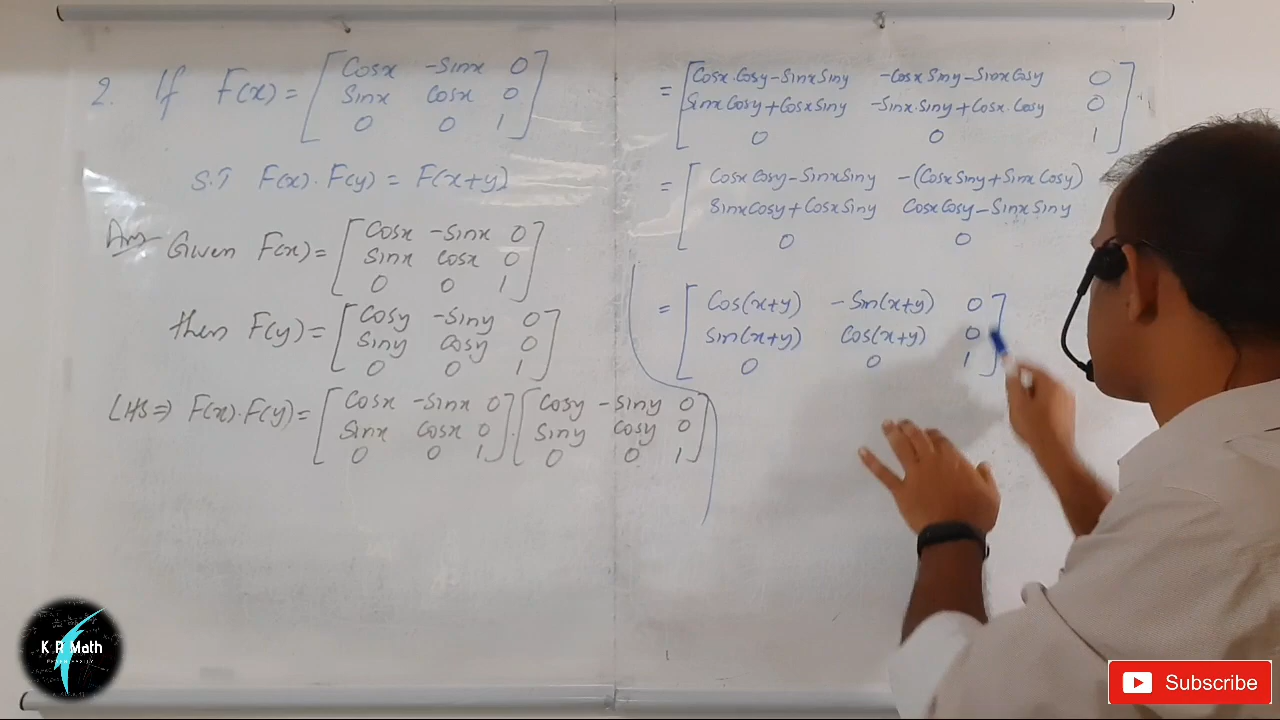 2. If F(x) = [ Cosx -Sinx 0
Sinx Cosx 0
0 0 1 ]
S.T F(x) . F(y) = F(x+y)
Ans Given F(x) = [ Cosx -Sinx 0
Sinx Cosx 0
0 0 1 ]
then F(y) = [ Cosy -Siny 0
Siny Cosy 0
0 0 1 ]
LHS ⇒ F(x) . F(y) = [ Cosx -Sinx 0 ] . [ Cosy -Siny 0
Sinx Cosx 0 Siny Cosy 0
0 0 1 0 0 1 ]
= [ Cosx . Cosy - Sinx Siny -Cosx Siny - Sinx Cosy 0
Sinx Cosy + Cosx Siny -Sinx . Siny + Cosx . Cosy 0
0 0 1 ]
= [ Cosx Cosy - Sinx Siny -(Cosx Siny + Sinx Cosy)
Sinx Cosy + Cosx Siny Cosx Cosy - Sinx Siny
0 0
= [ Cos(x+y) -Sin(x+y) 0
Sin(x+y) Cos(x+y) 0
0 0 1 ]
K R Math
Subscribe